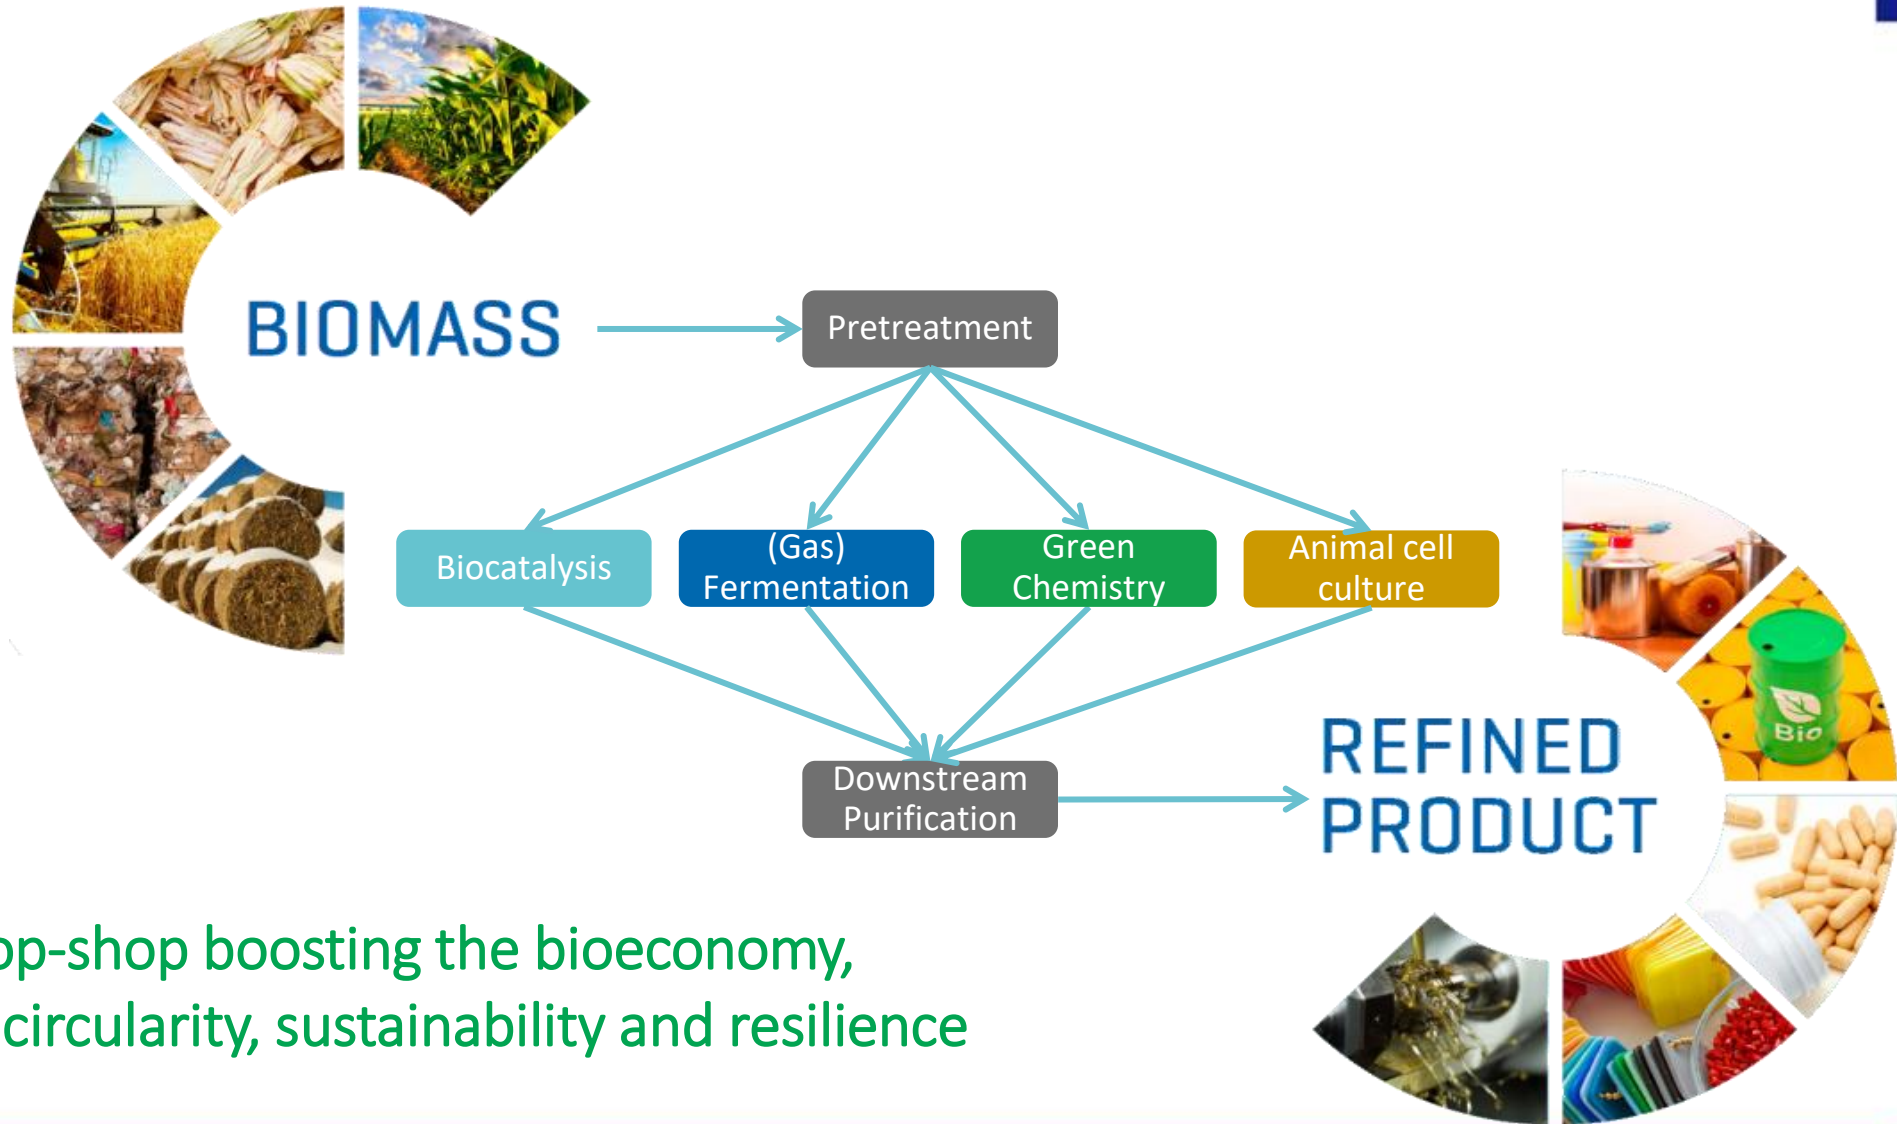 BIOMASS
Pretreatment
Biocatalysis
(Gas)
Fermentation
Green
Chemistry
Animal cell
culture
Bio
Downstream
Purification
REFINED
PRODUCT
op-shop boosting the bioeconomy,
circularity, sustainability and resilience